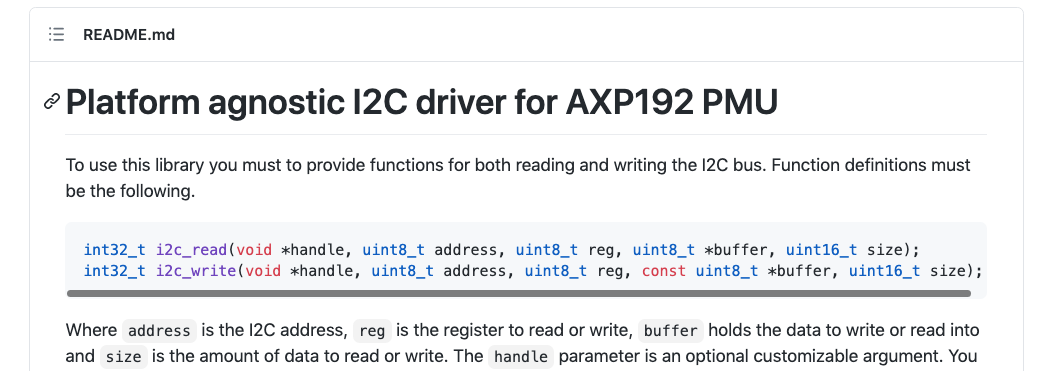 README.md
Platform agnostic I2C driver for AXP192 PMU
To use this library you must to provide functions for both reading and writing the I2C bus. Function definitions must
be the following.
int32_t i2c_read(void *handle, uint8_t address, uint8_t reg, uint8_t *buffer, uint16_t size);
int32_t i2c_write(void *handle, uint8_t address, uint8_t reg, const uint8_t *buffer, uint16_t size);
Where address is the I2C address, reg is the register to read or write, buffer holds the data to write or read into
and size is the amount of data to read or write. The handle parameter is an optional customizable argument. You